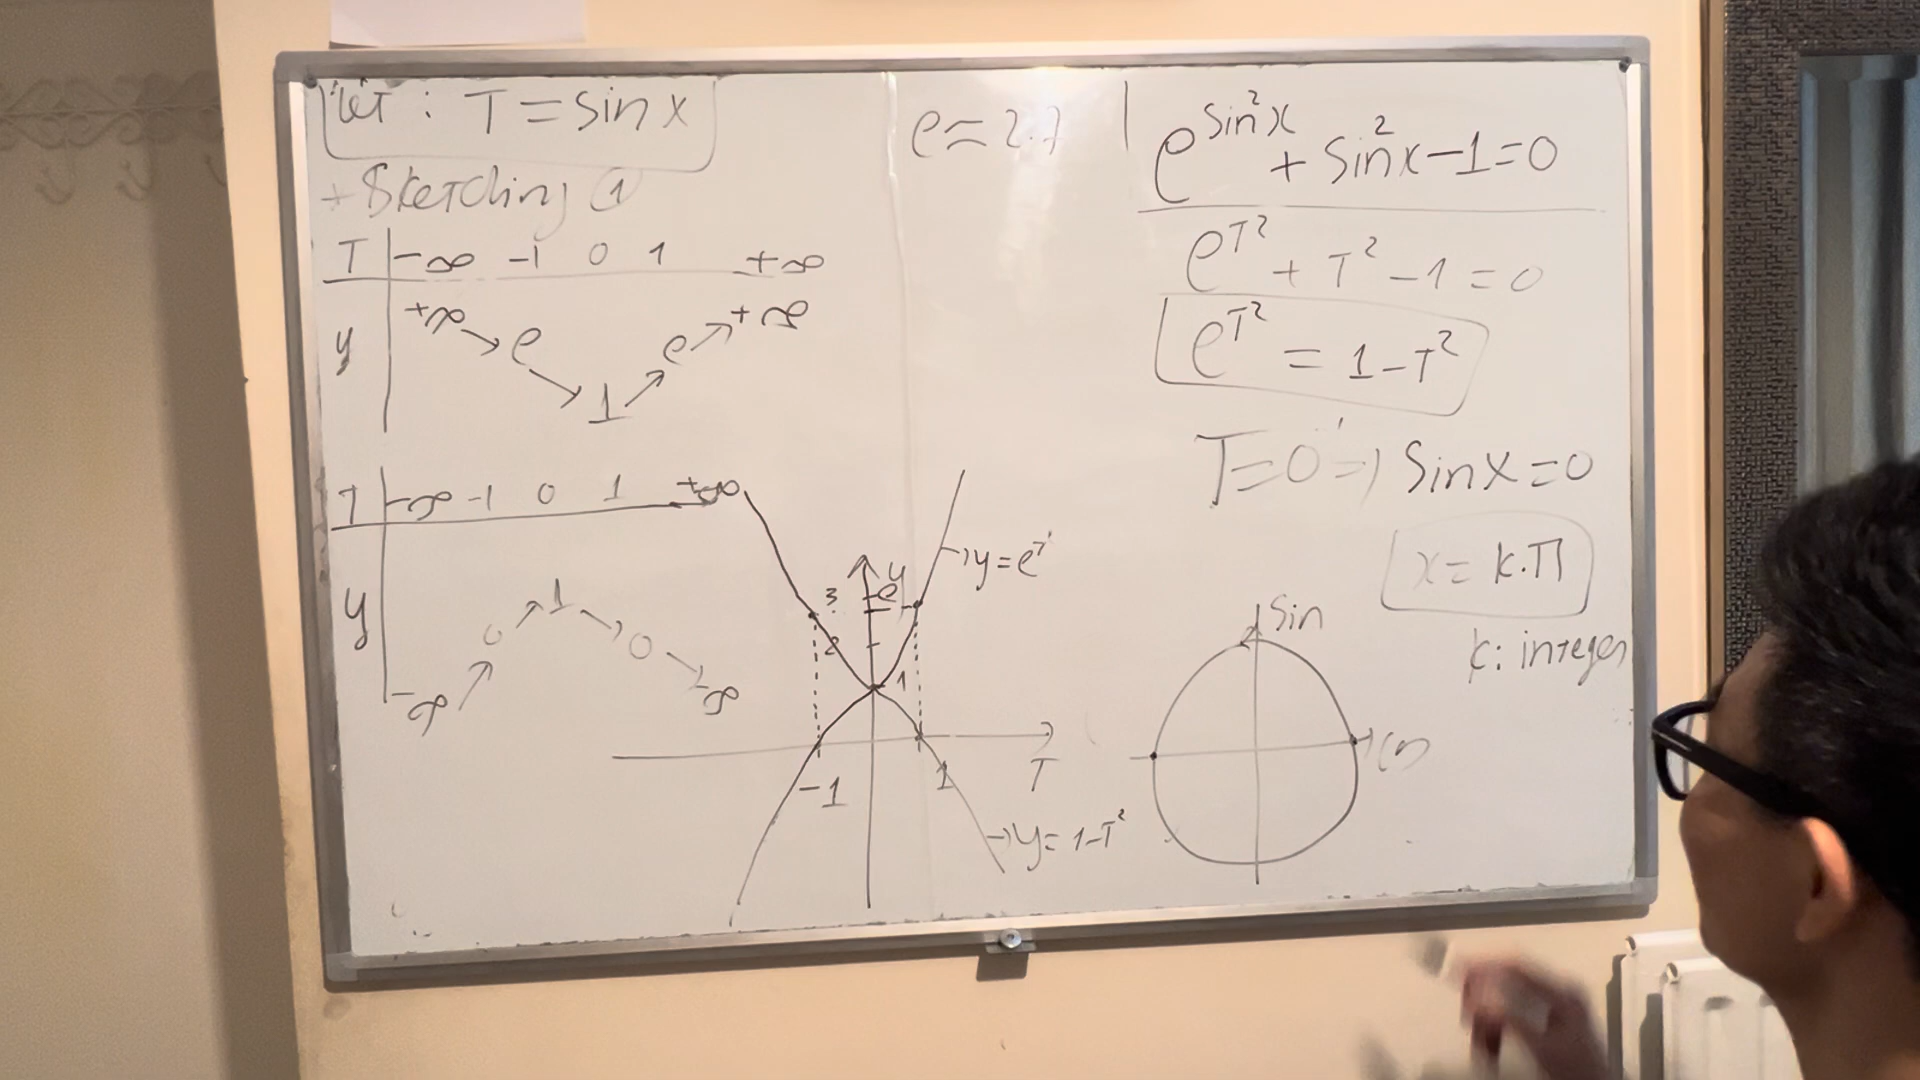 Let : T = sin x
+ Sketching ①
T | -∞ -1 0 1 +∞
y | +∞ → e → 1 → e → +∞
T | -∞ -1 0 1 +∞
y | -∞ → 0 → 1 → 0 → -∞
e ≈ 2.7
y
3
e
2
1
-1
1
T
→ y = e^T²
→ y = 1-T²
e^sin²x + sin²x - 1 = 0
e^T² + T² - 1 = 0
e^T² = 1 - T²
T = 0 => sin x = 0
x = k.π
k: integer
sin
cos